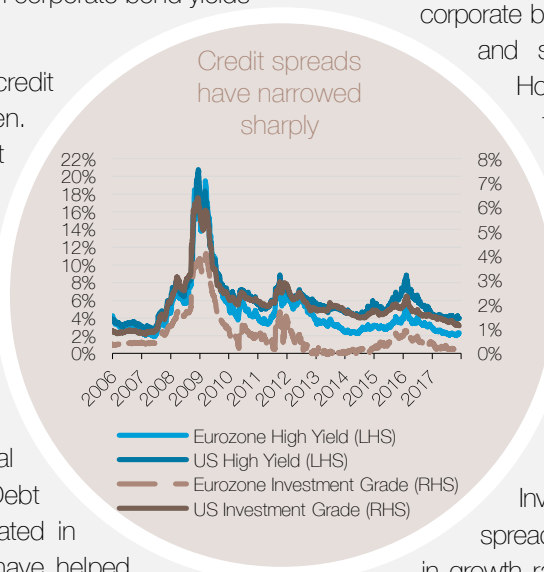 corporate bond yields
corporate b
and s
Ho
credit
en.
t
Credit spreads
have narrowed
sharply
22%
20%
18%
16%
14%
12%
10%
8%
6%
4%
2%
0%
8%
7%
6%
5%
4%
3%
2%
1%
0%
2006
2007
2008
2009
2010
2011
2012
2013
2014
2015
2016
2017
Eurozone High Yield (LHS)
US High Yield (LHS)
Eurozone Investment Grade (RHS)
US Investment Grade (RHS)
al
Debt
ated in
have helped
Inv
spread
in growth ra